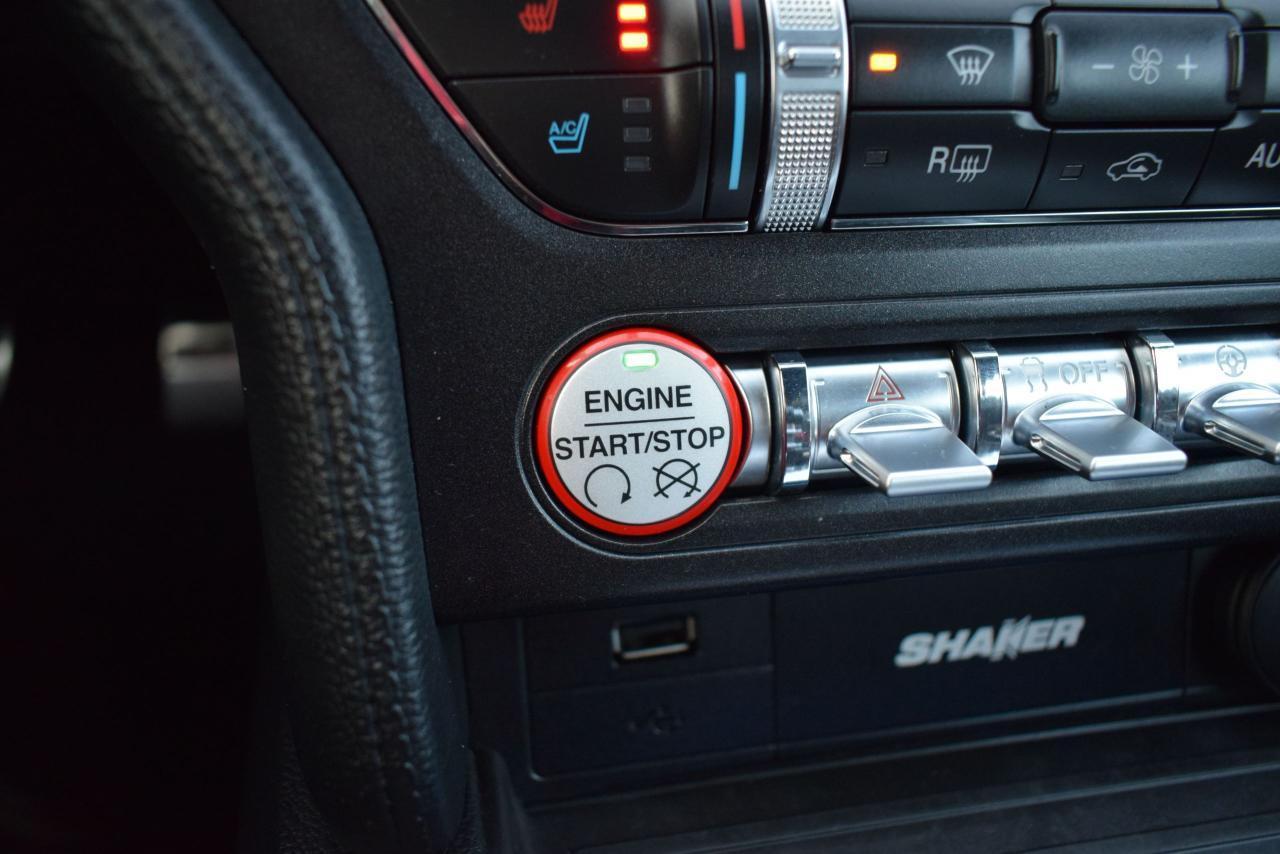 A/C
R
AU
ENGINE
START/STOP
OFF
SHAKER